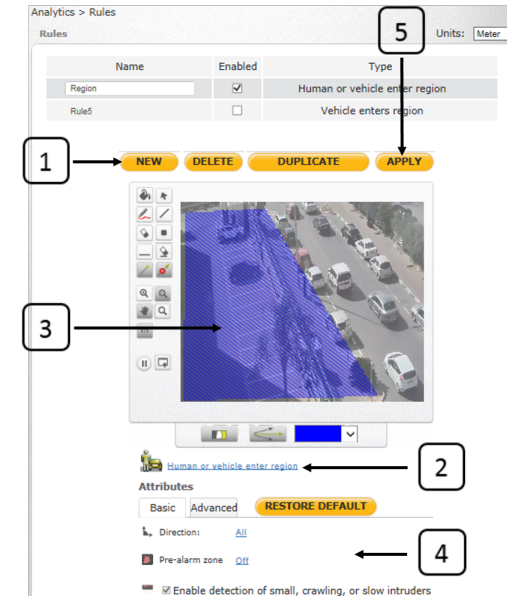 Analytics > Rules
5
Rules
Units: Meter
Name Enabled Type
Region Human or vehicle enter region
Rule5 Vehicle enters region
1
NEW DELETE DUPLICATE APPLY
3
Human or vehicle enter region
2
Attributes
Basic Advanced RESTORE DEFAULT
Direction: All
4
Pre-alarm zone Off
Enable detection of small, crawling, or slow intruders